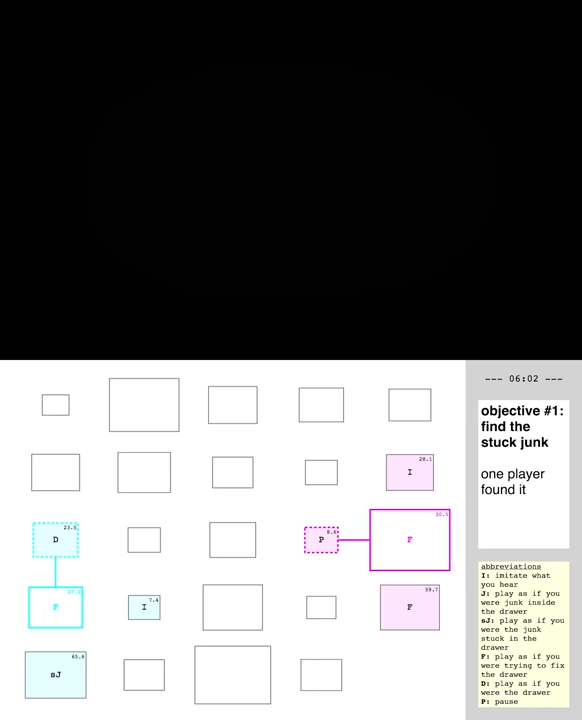 --- 06:02 ---
objective #1:
find the
stuck junk
one player
found it
28.1
I
23.5
D
8.6
P
30.5
F
F
7.4
I
59.7
F
65.6
sJ
abbreviations
I: imitate what
you hear
J: play as if you
were junk inside
the drawer
sJ: play as if you
were the junk
stuck in the
drawer
F: play as if you
were trying to fix
the drawer
D: play as if you
were the drawer
P: pause